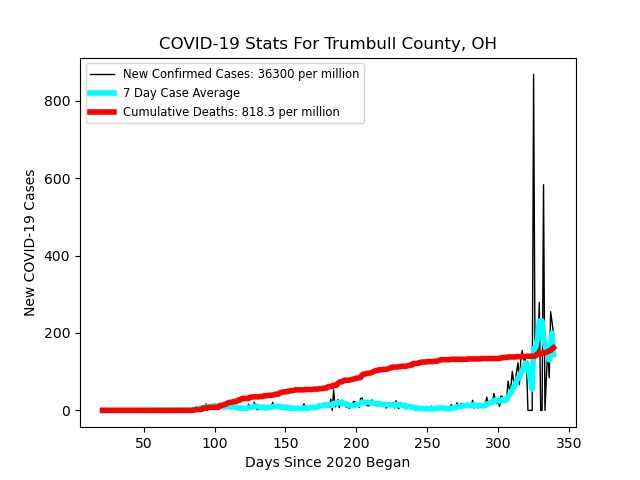 COVID-19 Stats For Trumbull County, OH
New Confirmed Cases: 36300 per million
7 Day Case Average
Cumulative Deaths: 818.3 per million
New COVID-19 Cases
800
600
400
200
0
50 100 150 200 250 300 350
Days Since 2020 Began